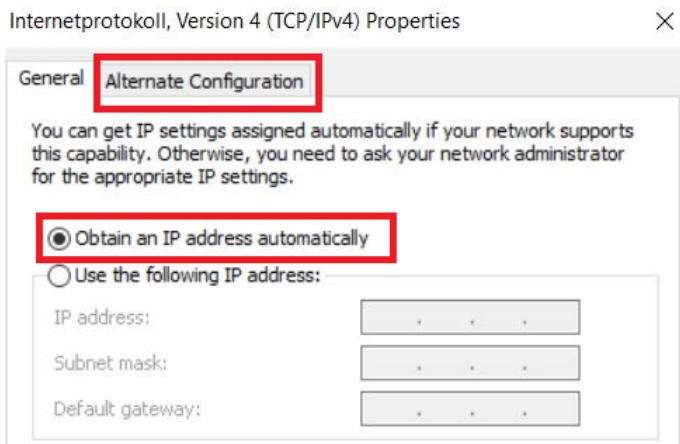 Internetprotokoll, Version 4 (TCP/IPv4) Properties
General
Alternate Configuration
You can get IP settings assigned automatically if your network supports
this capability. Otherwise, you need to ask your network administrator
for the appropriate IP settings.
Obtain an IP address automatically
Use the following IP address:
IP address:
Subnet mask:
Default gateway: